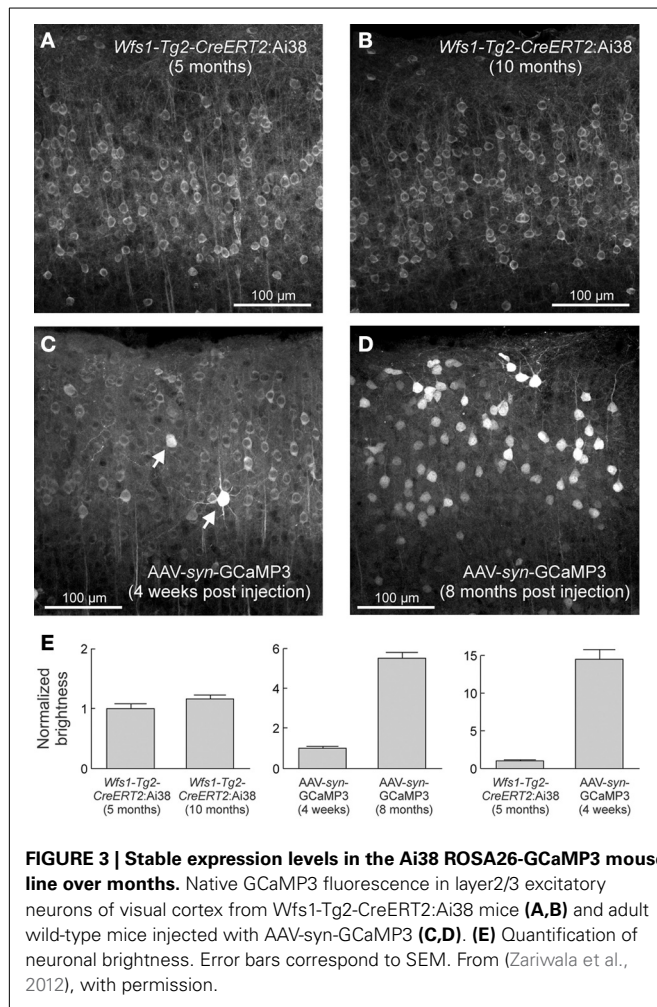 A
Wfs1-Tg2-CreERT2:Ai38
(5 months)
100 µm
B
Wfs1-Tg2-CreERT2:Ai38
(10 months)
100 µm
C
AAV-syn-GCaMP3
(4 weeks post injection)
100 µm
D
AAV-syn-GCaMP3
(8 months post injection)
100 µm
E
Normalized
brightness
2
1
0
Wfs1-Tg2-
CreERT2:Ai38
(5 months)
Wfs1-Tg2-
CreERT2:Ai38
(10 months)
6
4
2
0
AAV-syn-
GCaMP3
(4 weeks)
AAV-syn-
GCaMP3
(8 months)
15
10
5
0
Wfs1-Tg2-
CreERT2:Ai38
(5 months)
AAV-syn-
GCaMP3
(4 weeks)
FIGURE 3 | Stable expression levels in the Ai38 ROSA26-GCaMP3 mouse
line over months. Native GCaMP3 fluorescence in layer2/3 excitatory
neurons of visual cortex from Wfs1-Tg2-CreERT2:Ai38 mice (A,B) and adult
wild-type mice injected with AAV-syn-GCaMP3 (C,D). (E) Quantification of
neuronal brightness. Error bars correspond to SEM. From (Zariwala et al.,
2012), with permission.